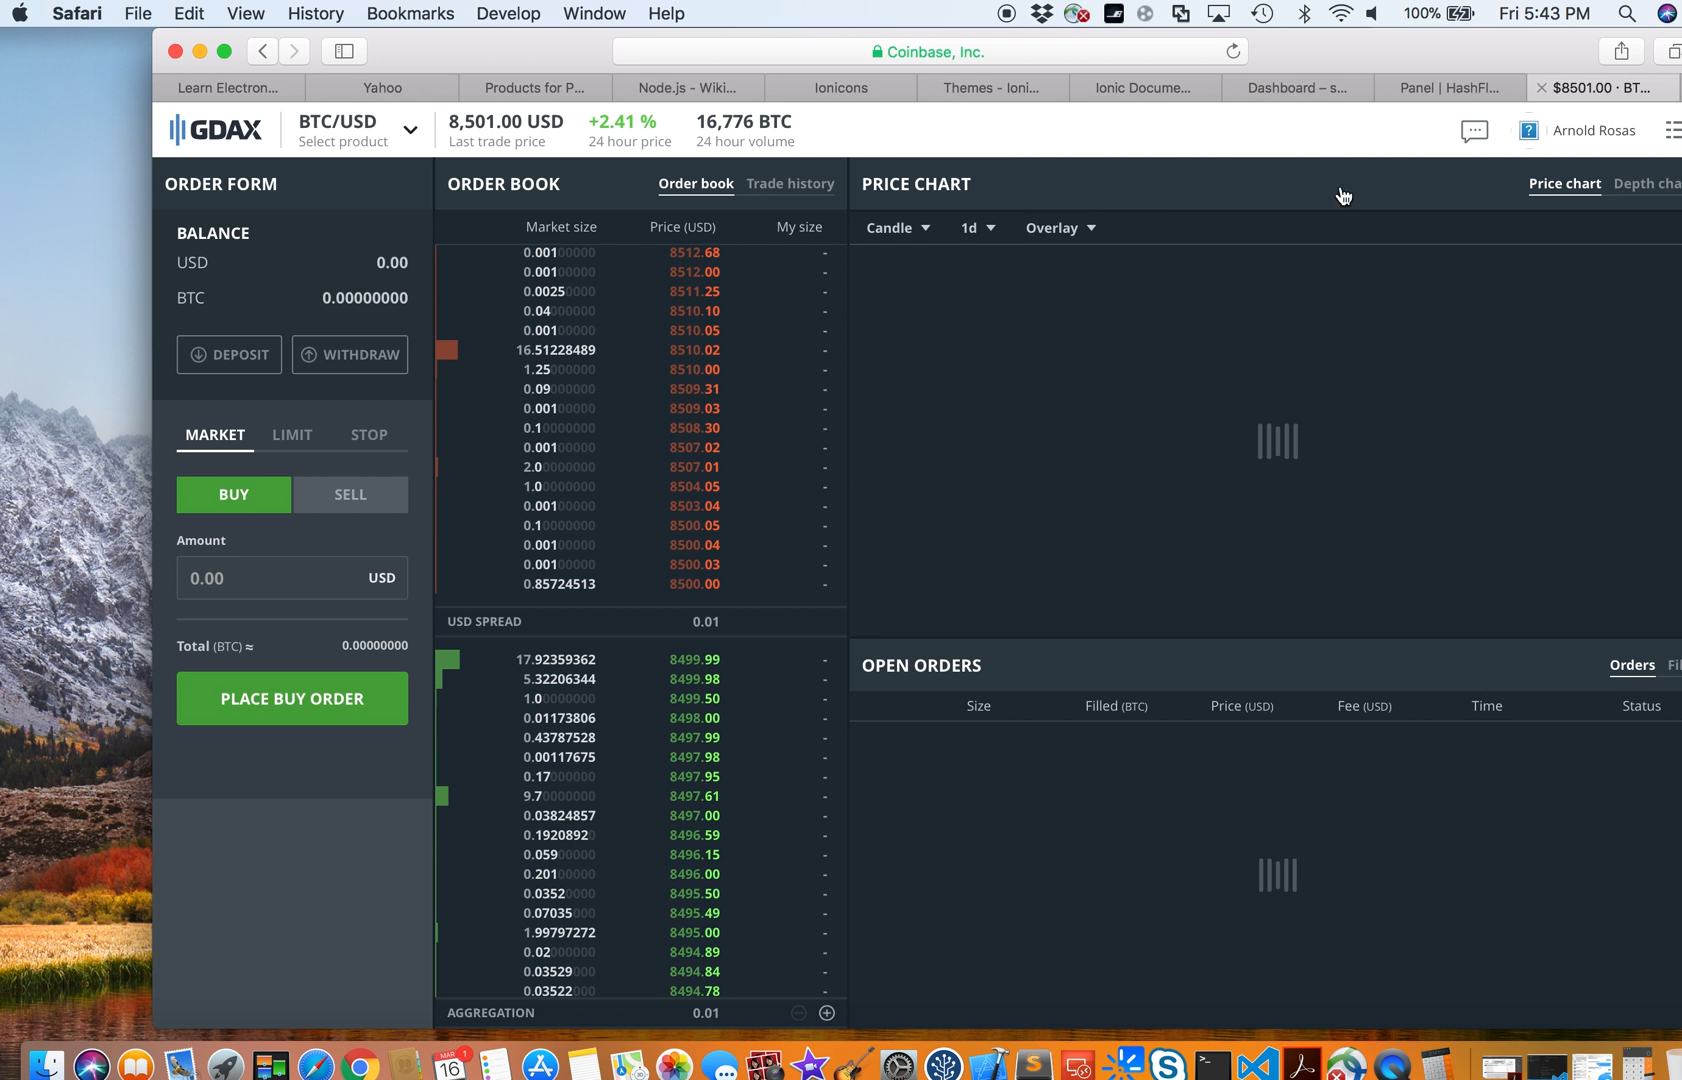 Safari File Edit View History Bookmarks Develop Window Help 100% Fri 5:43 PM
Coinbase, Inc.
Learn Electron... Yahoo Products for P... Node.js - Wiki... Ionicons Themes - Ioni... Ionic Docume... Dashboard – s... Panel | HashFl... $8501.00 · BT...
GDAX BTC/USD 8,501.00 USD +2.41 % 16,776 BTC Arnold Rosas
Select product Last trade price 24 hour price 24 hour volume
ORDER FORM
BALANCE
USD 0.00
BTC 0.00000000
DEPOSIT WITHDRAW
MARKET LIMIT STOP
BUY SELL
Amount
0.00 USD
Total (BTC) ≈ 0.00000000
PLACE BUY ORDER
ORDER BOOK Order book Trade history
Market size Price (USD) My size
0.00100000 8512.68 -
0.00100000 8512.00 -
0.00250000 8511.25 -
0.04000000 8510.10 -
0.00100000 8510.05 -
16.51228489 8510.02 -
1.25000000 8510.00 -
0.09000000 8509.31 -
0.00100000 8509.03 -
0.10000000 8508.30 -
0.00100000 8507.02 -
2.00000000 8507.01 -
1.00000000 8504.05 -
0.00100000 8503.04 -
0.10000000 8500.05 -
0.00100000 8500.04 -
0.00100000 8500.03 -
0.85724513 8500.00 -
USD SPREAD 0.01
17.92359362 8499.99 -
5.32206344 8499.98 -
1.00000000 8499.50 -
0.01173806 8498.00 -
0.43787528 8497.99 -
0.00117675 8497.98 -
0.17000000 8497.95 -
9.70000000 8497.61 -
0.03824857 8497.00 -
0.19208920 8496.59 -
0.05900000 8496.15 -
0.20100000 8496.00 -
0.03520000 8495.50 -
0.07035000 8495.49 -
1.99797272 8495.00 -
0.02000000 8494.89 -
0.03529000 8494.84 -
0.03522000 8494.78 -
AGGREGATION 0.01
PRICE CHART Price chart Depth cha
Candle 1d Overlay
OPEN ORDERS Orders Fi
Size Filled (BTC) Price (USD) Fee (USD) Time Status
MAR 1
16